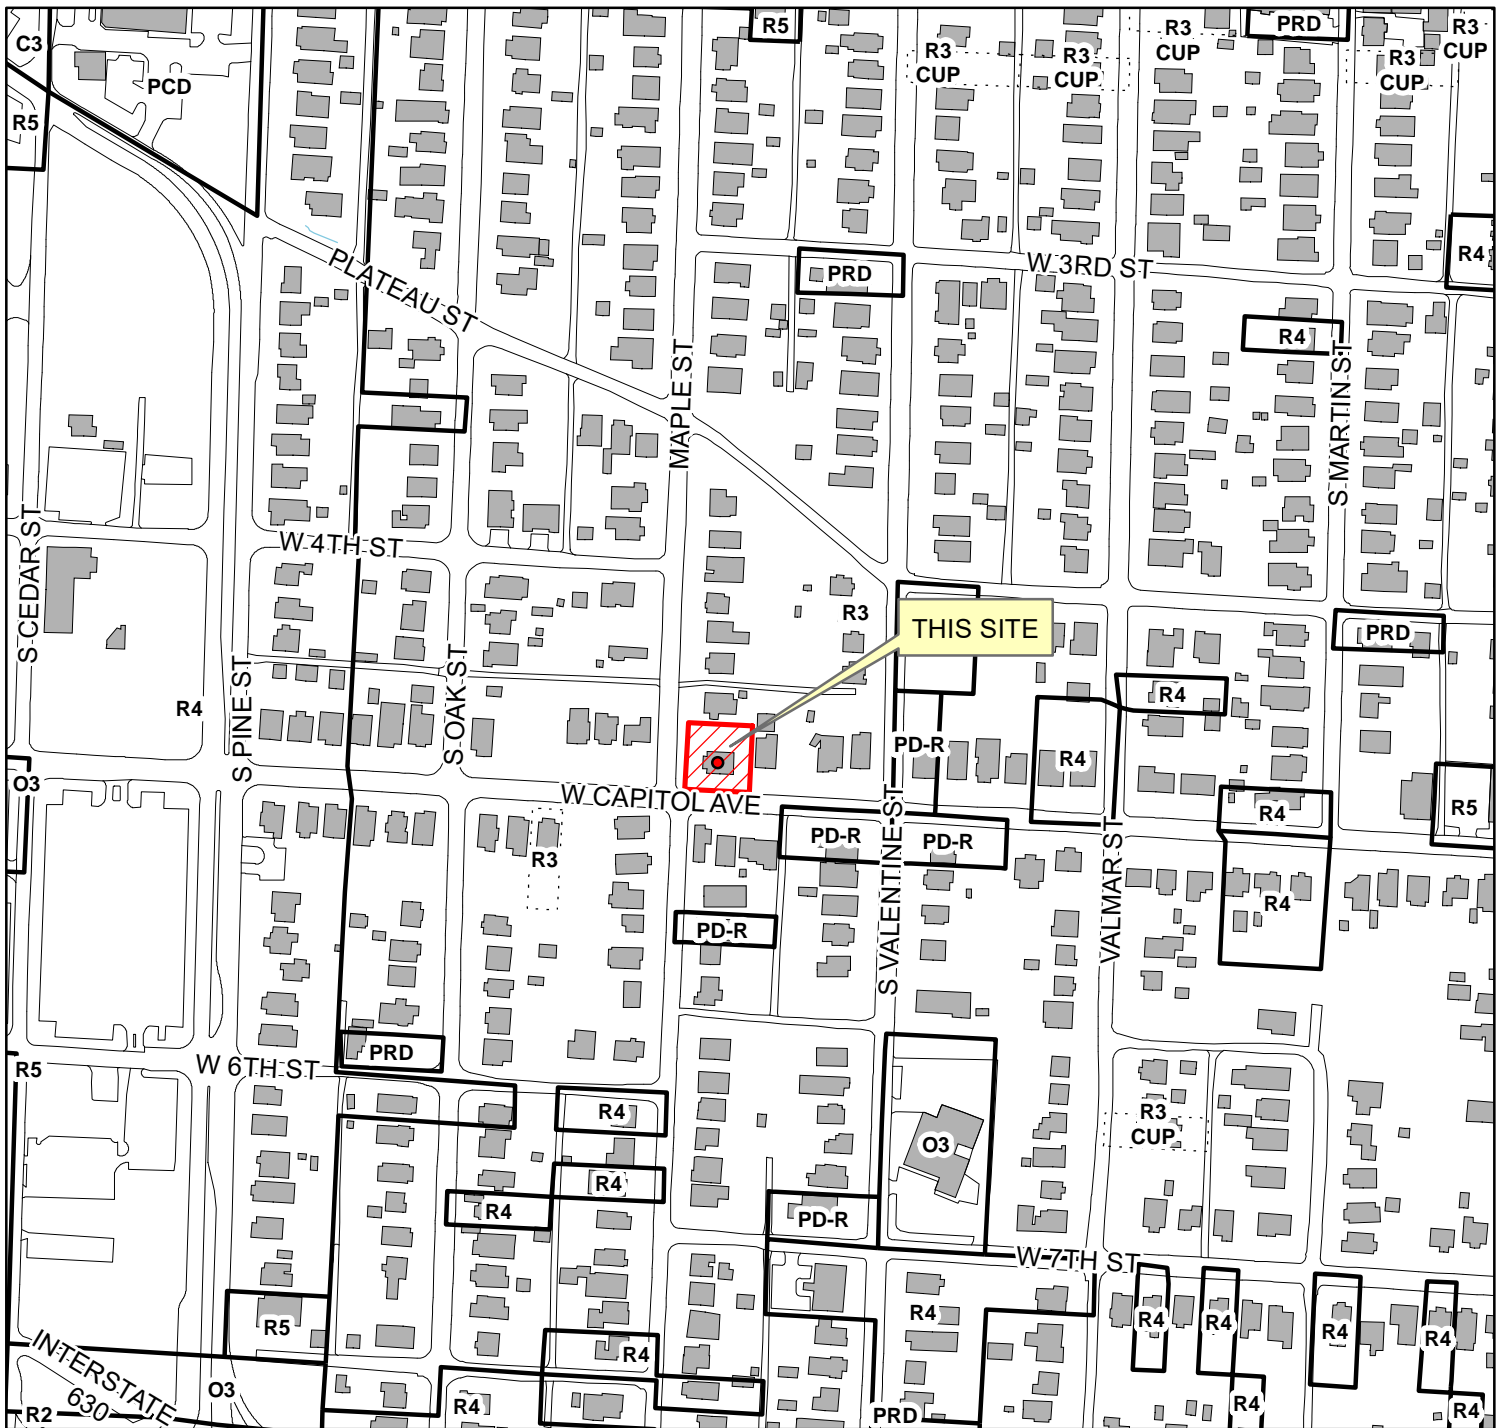 R5
PRD
R3
CUP
R3
CUP
R3
CUP
R3
CUP
R3
CUP
C3
PCD
R5
PLATEAU ST
PRD
W 3RD ST
R4
R4
MAPLE ST
S MARTIN ST
S CEDAR ST
W 4TH ST
R3
THIS SITE
PRD
S PINE ST
S OAK ST
R4
R4
PD-R
R4
O3
W CAPITOL AVE
S VALENTINE ST
VALMAR ST
R4
R5
R3
PD-R
PD-R
R4
PD-R
PRD
W 6TH ST
R5
R4
R3
CUP
O3
R4
R4
PD-R
W 7TH ST
R4
R5
R4
R4
R4
R4
R4
INTERSTATE
630
O3
R4
R2
PRD
R4
R4